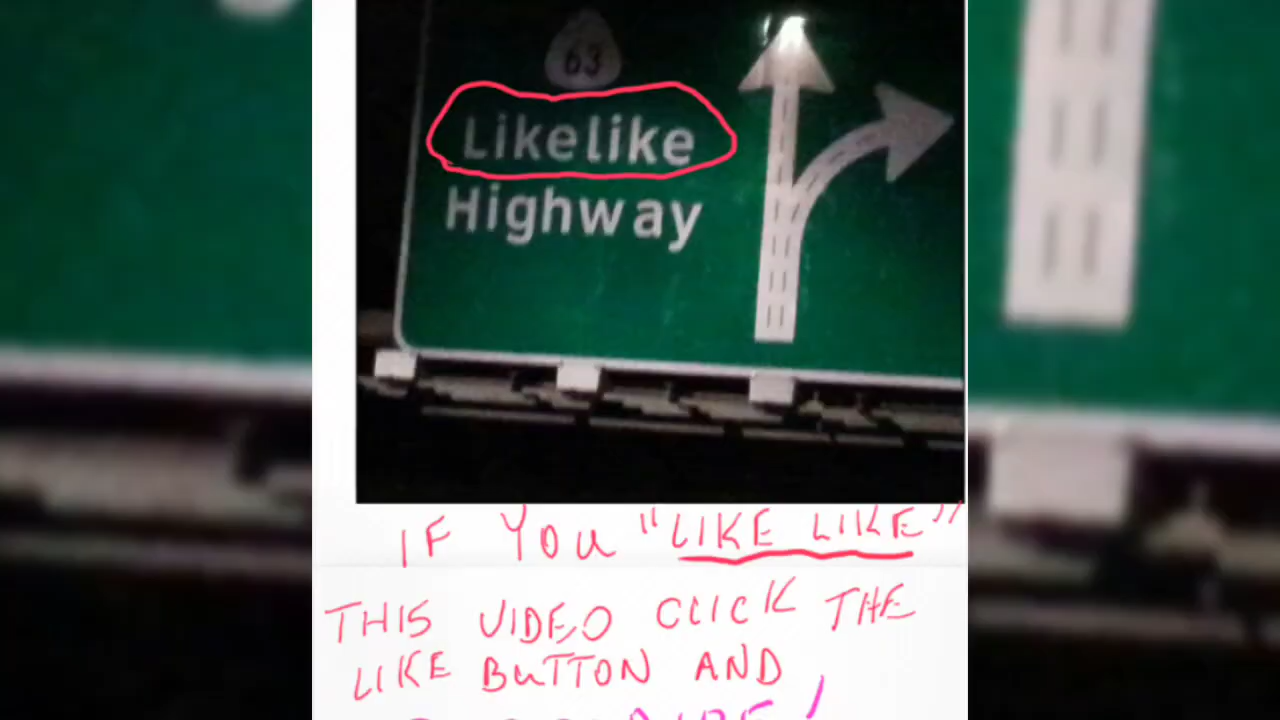 63
Likelike
Highway
IF YOU "LIKE LIKE"
THIS VIDEO CLICK THE
LIKE BUTTON AND